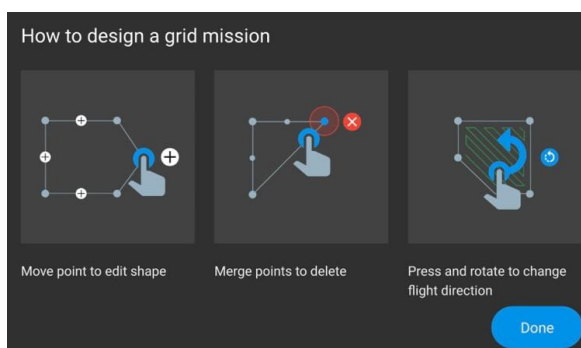 How to design a grid mission
Move point to edit shape
Merge points to delete
Press and rotate to change
flight direction
Done